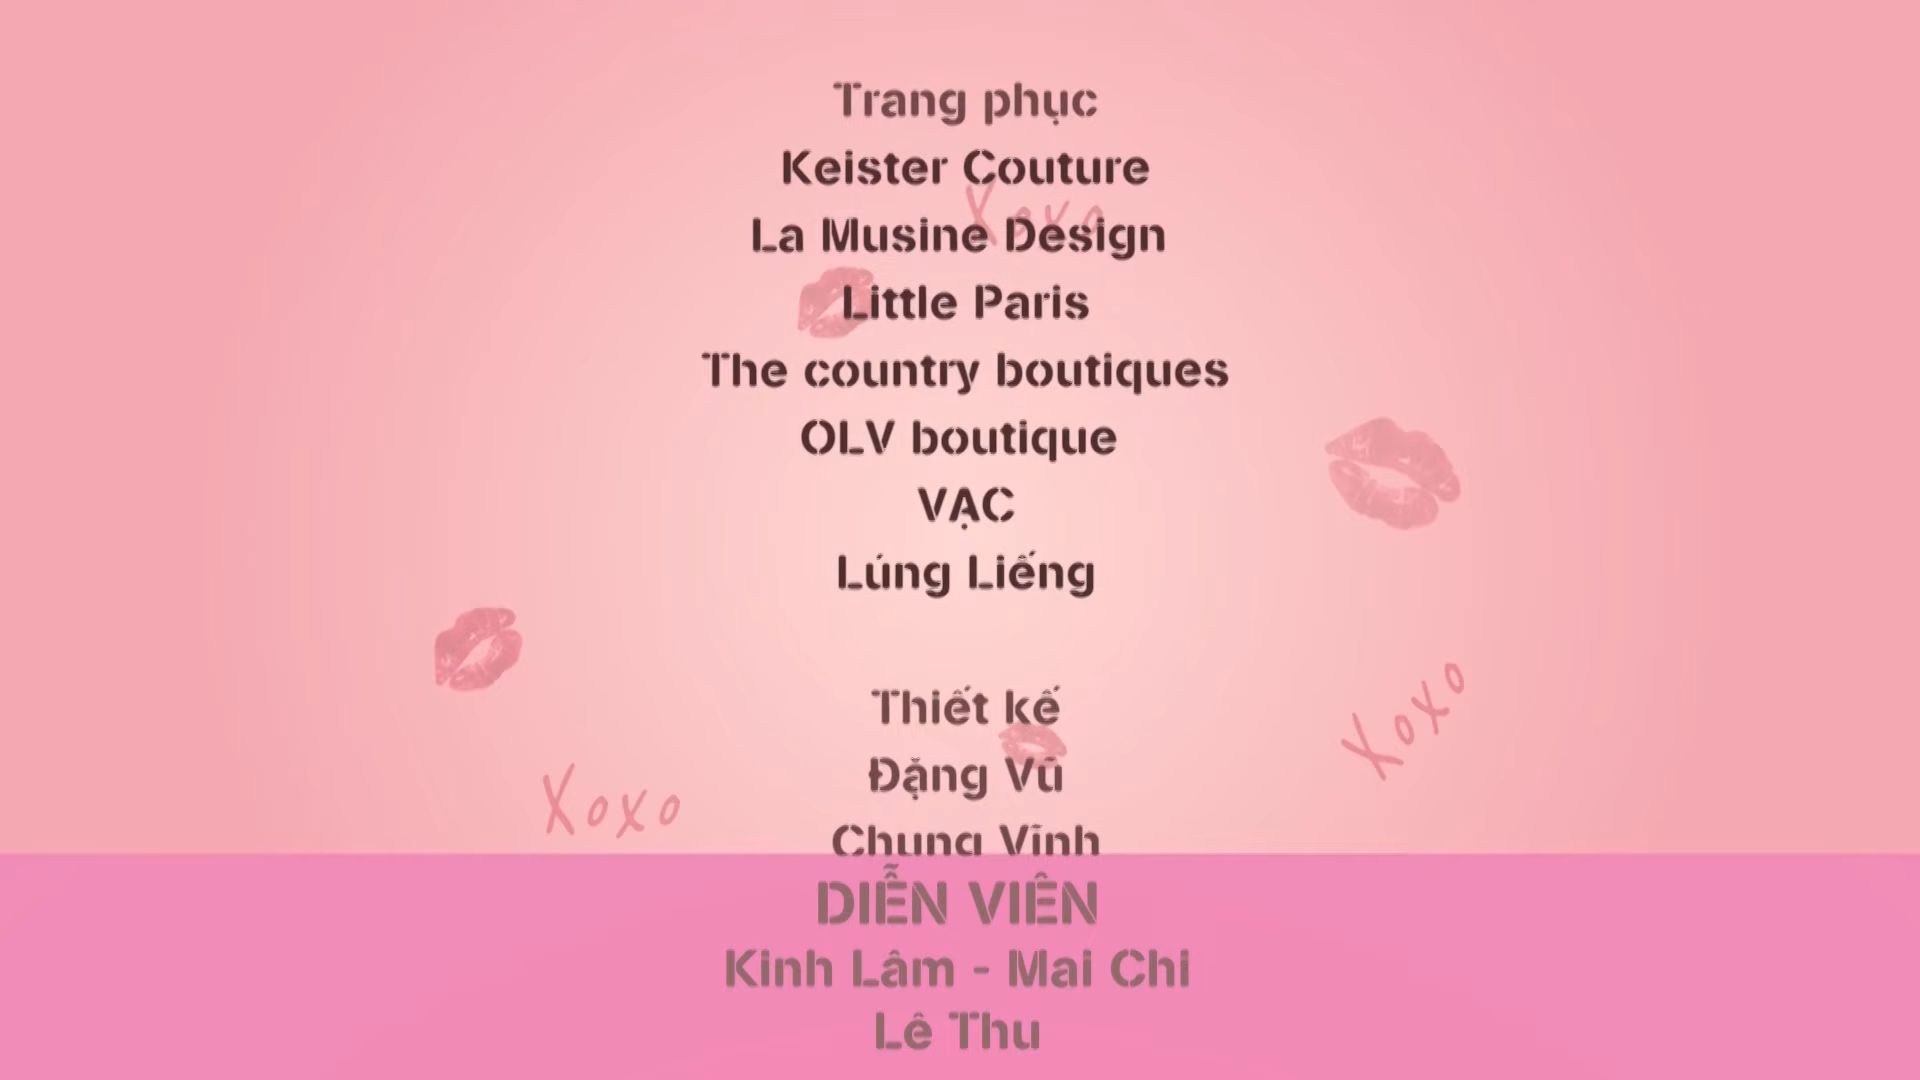 Trang phục
Keister Couture
Xoxo
La Musine Design
Little Paris
The country boutiques
OLV boutique
VẠC
Lúng Liếng
Thiết kế
Đặng Vũ
Xoxo
Xoxo
Chung Vĩnh
DIỄN VIÊN
Kinh Lâm - Mai Chi
Lê Thu